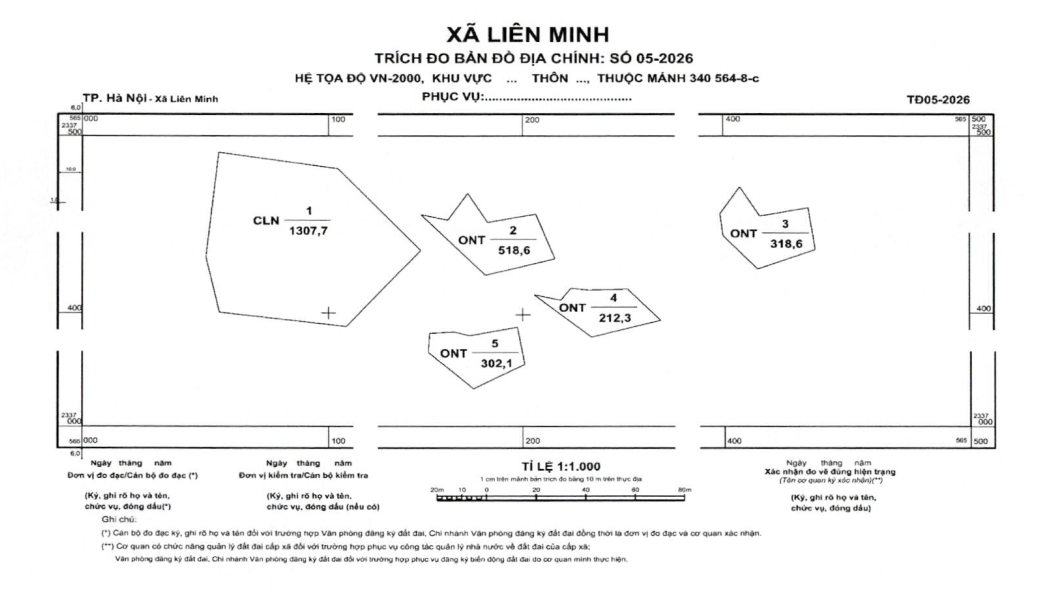 XÃ LIÊN MINH
TRÍCH ĐO BẢN ĐỒ ĐỊA CHÍNH: SỐ 05-2026
HỆ TỌA ĐỘ VN-2000, KHU VỰC ... THÔN ..., THUỘC MẢNH 340 564-8-c
TP. Hà Nội - Xã Liên Minh
PHỤC VỤ:.........................................
TĐ05-2026
6,0
565 000 100 200 400 565 500
2337 500 2337 500
10.0
1
CLN 1307,7
2
ONT 518,6
3
ONT 318,6
4
ONT 212,3
400 400
5
ONT 302,1
2337 000 2337 000
565 000 100 200 400 565 500
6.0
Ngày tháng năm
Đơn vị đo đạc/Cán bộ đo đạc (*)
(Ký, ghi rõ họ và tên,
chức vụ, đóng dấu(*)
Ngày tháng năm
Đơn vị kiểm tra/Cán bộ kiểm tra
(Ký, ghi rõ họ và tên,
chức vụ, đóng dấu (nếu có)
TỈ LỆ 1:1.000
1 cm trên mảnh bản trích đo bằng 10 m trên thực địa
20m 10 0 20 40 60 80m
Ngày tháng năm
Xác nhận đo vẽ đúng hiện trạng
(Tên cơ quan ký xác nhận)(**)
(Ký, ghi rõ họ và tên,
chức vụ, đóng dấu)
Ghi chú:
(*) Cán bộ đo đạc ký, ghi rõ họ và tên đối với trường hợp Văn phòng đăng ký đất đai, Chi nhánh Văn phòng đăng ký đất đai đồng thời là đơn vị đo đạc và cơ quan xác nhận.
(**) Cơ quan có chức năng quản lý đất đai cấp xã đối với trường hợp phục vụ công tác quản lý nhà nước về đất đai của cấp xã;
Văn phòng đăng ký đất đai, Chi nhánh Văn phòng đăng ký đất đai đối với trường hợp phục vụ đăng ký biến động đất đai do cơ quan mình thực hiện.